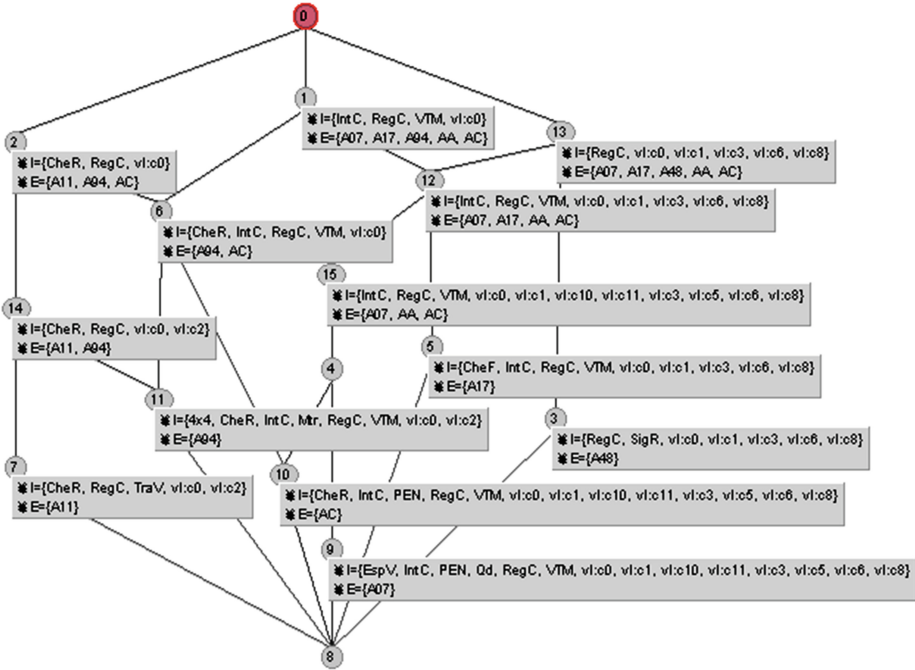 0
1
I={IntC, RegC, VTM, vl:c0}
E={A07, A17, A94, AA, AC}
13
I={RegC, vl:c0, vl:c1, vl:c3, vl:c6, vl:c8}
E={A07, A17, A48, AA, AC}
2
I={CheR, RegC, vl:c0}
E={A11, A94, AC}
12
I={IntC, RegC, VTM, vl:c0, vl:c1, vl:c3, vl:c6, vl:c8}
E={A07, A17, AA, AC}
6
I={CheR, IntC, RegC, VTM, vl:c0}
E={A94, AC}
15
I={IntC, RegC, VTM, vl:c0, vl:c1, vl:c10, vl:c11, vl:c3, vl:c5, vl:c6, vl:c8}
E={A07, AA, AC}
14
I={CheR, RegC, vl:c0, vl:c2}
E={A11, A94}
5
I={CheF, IntC, RegC, VTM, vl:c0, vl:c1, vl:c3, vl:c6, vl:c8}
E={A17}
4
11
I={4x4, CheR, IntC, Mtr, RegC, VTM, vl:c0, vl:c2}
E={A94}
3
I={RegC, SigR, vl:c0, vl:c1, vl:c3, vl:c6, vl:c8}
E={A48}
7
I={CheR, RegC, TraV, vl:c0, vl:c2}
E={A11}
10
I={CheR, IntC, PEN, RegC, VTM, vl:c0, vl:c1, vl:c10, vl:c11, vl:c3, vl:c5, vl:c6, vl:c8}
E={AC}
9
I={EspV, IntC, PEN, Qd, RegC, VTM, vl:c0, vl:c1, vl:c10, vl:c11, vl:c3, vl:c5, vl:c6, vl:c8}
E={A07}
8